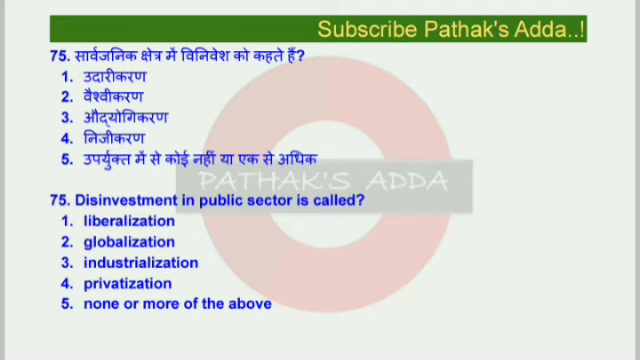 Subscribe Pathak's Adda..!
75. सार्वजनिक क्षेत्र में विनिवेश को कहते हैं?
1. उदारीकरण
2. वैश्वीकरण
3. औद्योगिकरण
4. निजीकरण
5. उपर्युक्त में से कोई नहीं या एक से अधिक
PATHAK'S ADDA
75. Disinvestment in public sector is called?
1. liberalization
2. globalization
3. industrialization
4. privatization
5. none or more of the above